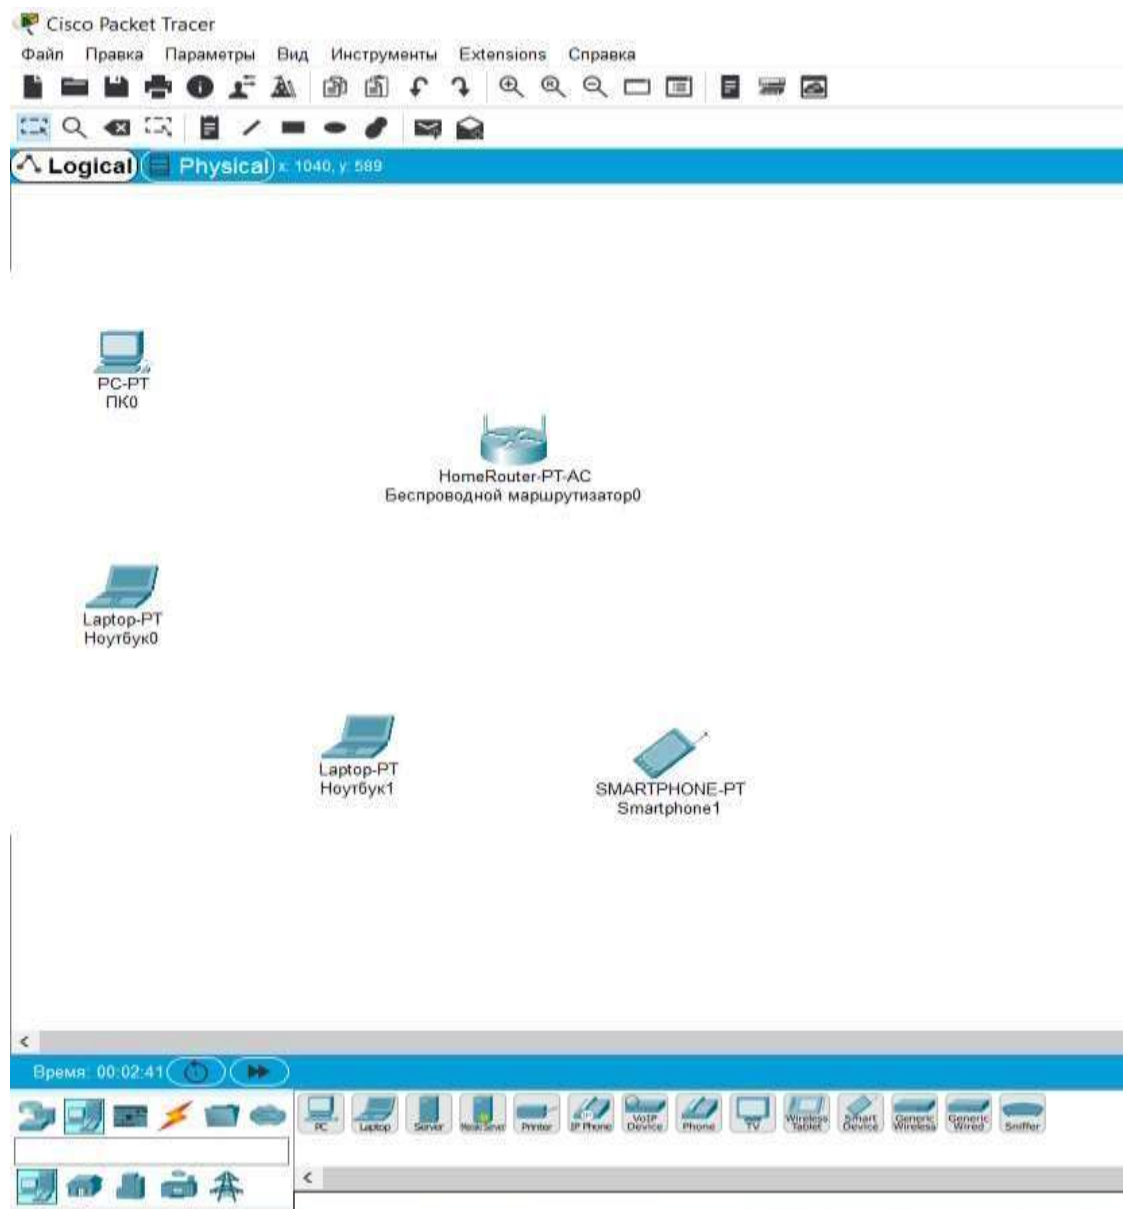 Cisco Packet Tracer
Файл Правка Параметры Вид Инструменты Extensions Справка
Logical Physical x: 1040, y: 589
PC-PT
ПК0
HomeRouter-PT-AC
Беспроводной маршрутизатор0
Laptop-PT
Ноутбук0
Laptop-PT
Ноутбук1
SMARTPHONE-PT
Smartphone1
Время: 00:02:41
PC Laptop Server Printer IP Phone VoIP Device Phone TV Wireless Tablet Smart Device Generic Wireless Generic Wired Sniffer